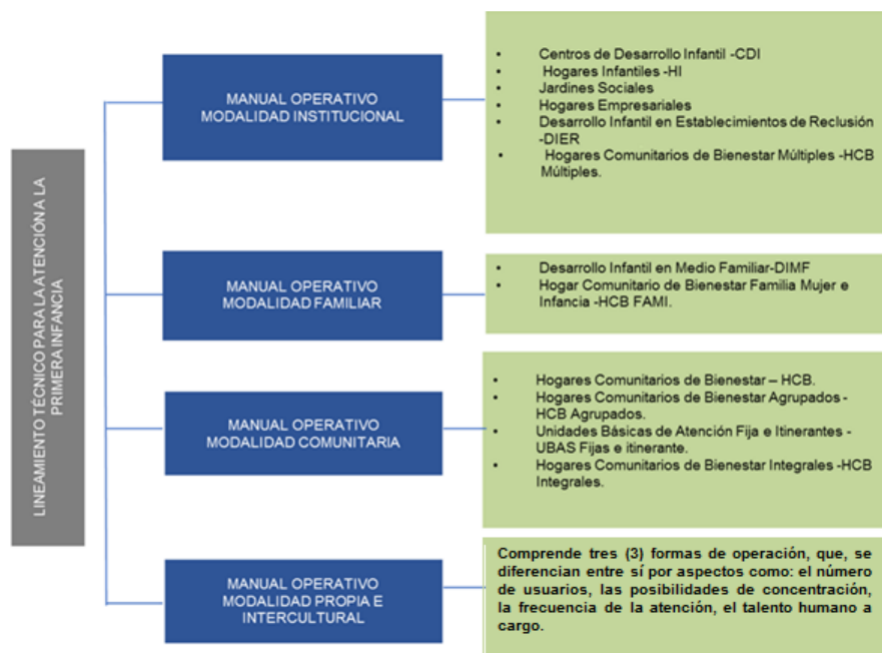 LINEAMIENTO TÉCNICO PARA LA ATENCIÓN A LA
PRIMERA INFANCIA
MANUAL OPERATIVO
MODALIDAD INSTITUCIONAL
• Centros de Desarrollo Infantil -CDI
• Hogares Infantiles -HI
• Jardines Sociales
• Hogares Empresariales
• Desarrollo Infantil en Establecimientos de Reclusión
-DIER
• Hogares Comunitarios de Bienestar Múltiples -HCB
Múltiples.
MANUAL OPERATIVO
MODALIDAD FAMILIAR
• Desarrollo Infantil en Medio Familiar-DIMF
• Hogar Comunitario de Bienestar Familia Mujer e
Infancia -HCB FAMI.
MANUAL OPERATIVO
MODALIDAD COMUNITARIA
• Hogares Comunitarios de Bienestar – HCB.
• Hogares Comunitarios de Bienestar Agrupados -
HCB Agrupados.
• Unidades Básicas de Atención Fija e Itinerantes -
UBAS Fijas e itinerante.
• Hogares Comunitarios de Bienestar Integrales -HCB
Integrales.
MANUAL OPERATIVO
MODALIDAD PROPIA E
INTERCULTURAL
Comprende tres (3) formas de operación, que, se
diferencian entre sí por aspectos como: el número
de usuarios, las posibilidades de concentración,
la frecuencia de la atención, el talento humano a
cargo.